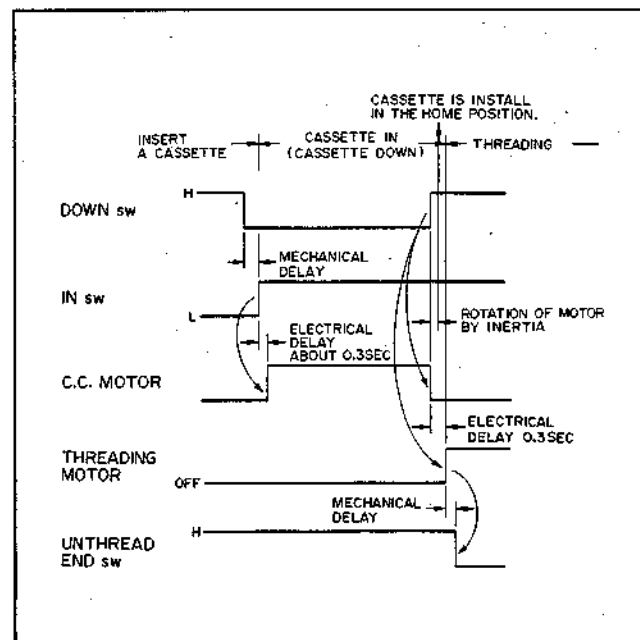 CASSETTE IS INSTALL
IN THE HOME POSITION.
INSERT
A CASSETTE
CASSETTE IN
(CASSETTE DOWN)
THREADING
H
DOWN sw
MECHANICAL
DELAY
IN sw
L
ROTATION OF MOTOR
BY INERTIA
ELECTRICAL
DELAY
ABOUT 0.3SEC
C.C. MOTOR
ELECTRICAL
DELAY 0.3SEC
THREADING
MOTOR
OFF
MECHANICAL
DELAY
H
UNTHREAD
END sw